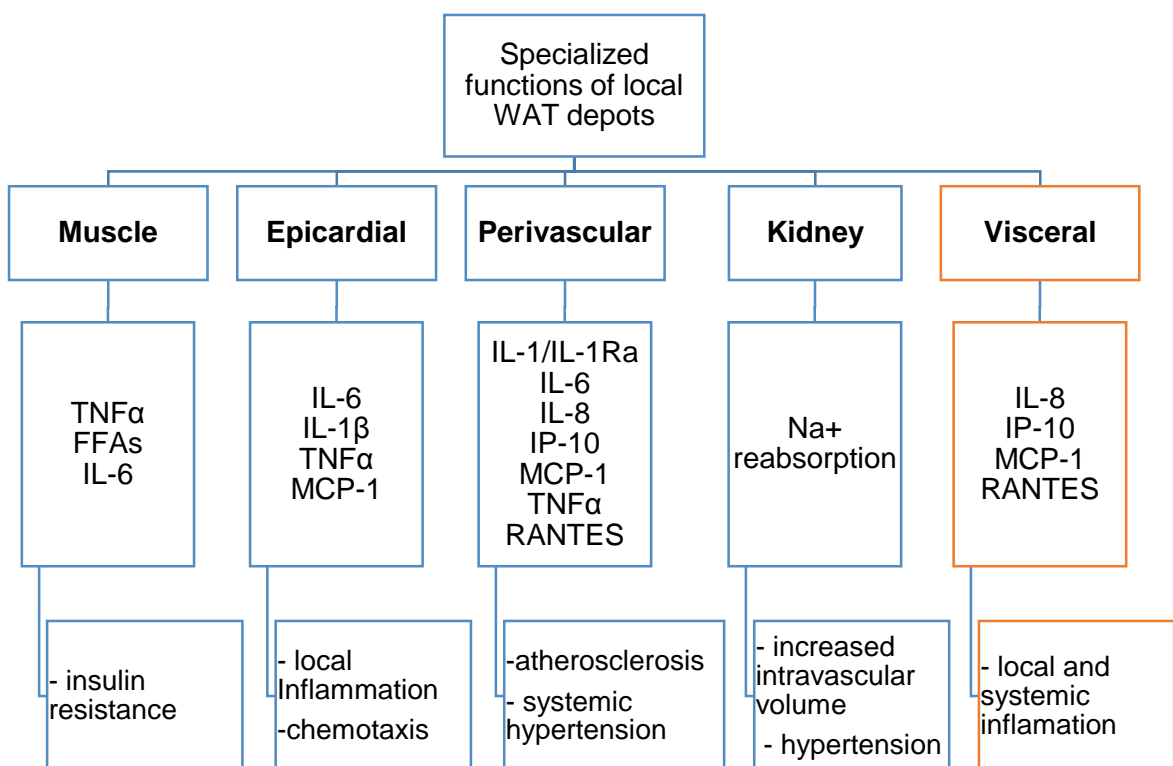 Specialized
functions of local
WAT depots
Muscle
Epicardial
Perivascular
Kidney
Visceral
TNFα
FFAs
IL-6
IL-6
IL-1β
TNFα
MCP-1
IL-1/IL-1Ra
IL-6
IL-8
IP-10
MCP-1
TNFα
RANTES
Na+
reabsorption
IL-8
IP-10
MCP-1
RANTES
- insulin
resistance
- local
Inflammation
-chemotaxis
-atherosclerosis
- systemic
hypertension
- increased
intravascular
volume
- hypertension
- local and
systemic
inflamation